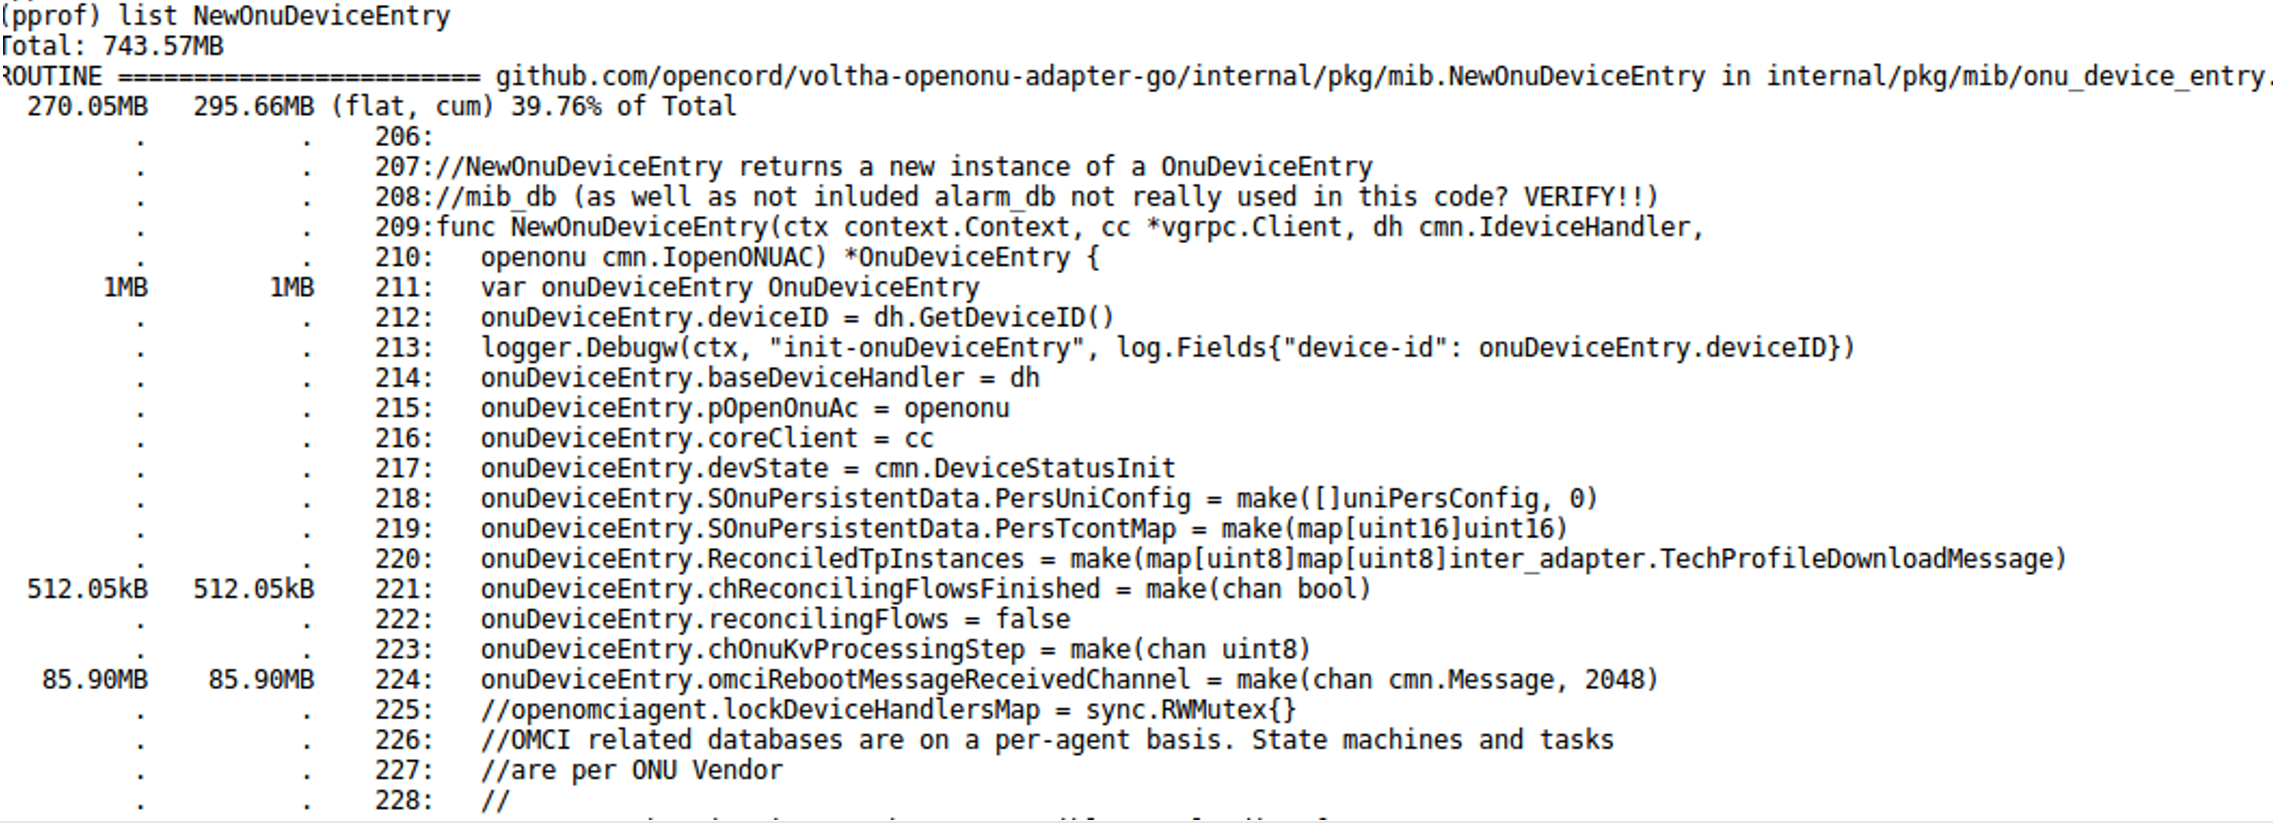 (pprof) list NewOnuDeviceEntry
Total: 743.57MB
ROUTINE ======================== github.com/opencord/voltha-openonu-adapter-go/internal/pkg/mib.NewOnuDeviceEntry in internal/pkg/mib/onu_device_entry.
270.05MB 295.66MB (flat, cum) 39.76% of Total
. . 206:
. . 207://NewOnuDeviceEntry returns a new instance of a OnuDeviceEntry
. . 208://mib_db (as well as not inluded alarm_db not really used in this code? VERIFY!!)
. . 209:func NewOnuDeviceEntry(ctx context.Context, cc *vgrpc.Client, dh cmn.IdeviceHandler,
. . 210: openonu cmn.IopenONUAC) *OnuDeviceEntry {
1MB 1MB 211: var onuDeviceEntry OnuDeviceEntry
. . 212: onuDeviceEntry.deviceID = dh.GetDeviceID()
. . 213: logger.Debugw(ctx, "init-onuDeviceEntry", log.Fields{"device-id": onuDeviceEntry.deviceID})
. . 214: onuDeviceEntry.baseDeviceHandler = dh
. . 215: onuDeviceEntry.pOpenOnuAc = openonu
. . 216: onuDeviceEntry.coreClient = cc
. . 217: onuDeviceEntry.devState = cmn.DeviceStatusInit
. . 218: onuDeviceEntry.SOnuPersistentData.PersUniConfig = make([]uniPersConfig, 0)
. . 219: onuDeviceEntry.SOnuPersistentData.PersTcontMap = make(map[uint16]uint16)
. . 220: onuDeviceEntry.ReconciledTpInstances = make(map[uint8]map[uint8]inter_adapter.TechProfileDownloadMessage)
512.05kB 512.05kB 221: onuDeviceEntry.chReconcilingFlowsFinished = make(chan bool)
. . 222: onuDeviceEntry.reconcilingFlows = false
. . 223: onuDeviceEntry.chOnuKvProcessingStep = make(chan uint8)
85.90MB 85.90MB 224: onuDeviceEntry.omciRebootMessageReceivedChannel = make(chan cmn.Message, 2048)
. . 225: //openomciagent.lockDeviceHandlersMap = sync.RWMutex{}
. . 226: //OMCI related databases are on a per-agent basis. State machines and tasks
. . 227: //are per ONU Vendor
. . 228: //